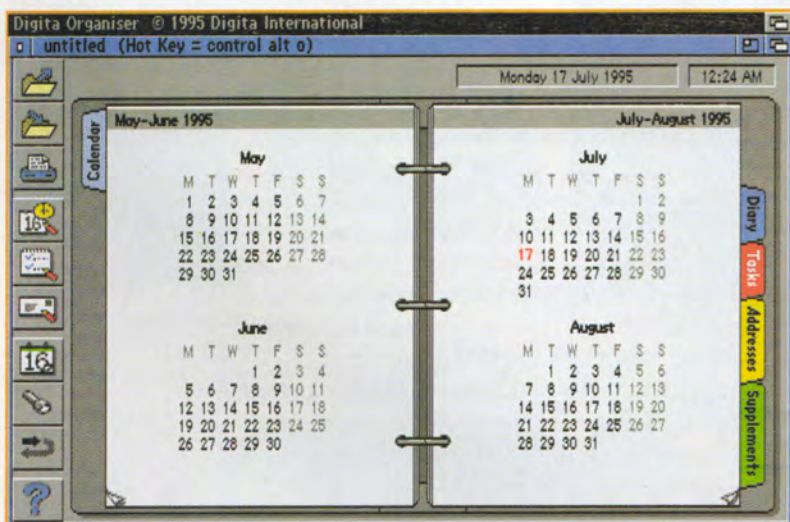 Digita Organiser © 1995 Digita International
untitled (Hot Key = control alt o)
Monday 17 July 1995
12:24 AM
Calendar
May-June 1995
May
M T W T F S S
1 2 3 4 5 6 7
8 9 10 11 12 13 14
15 16 17 18 19 20 21
22 23 24 25 26 27 28
29 30 31
June
M T W T F S S
1 2 3 4
5 6 7 8 9 10 11
12 13 14 15 16 17 18
19 20 21 22 23 24 25
26 27 28 29 30
July-August 1995
July
M T W T F S S
1 2
3 4 5 6 7 8 9
10 11 12 13 14 15 16
17 18 19 20 21 22 23
24 25 26 27 28 29 30
31
August
M T W T F S S
1 2 3 4 5 6
7 8 9 10 11 12 13
14 15 16 17 18 19 20
21 22 23 24 25 26 27
28 29 30 31
Diary
Tasks
Addresses
Supplements
16
16
?